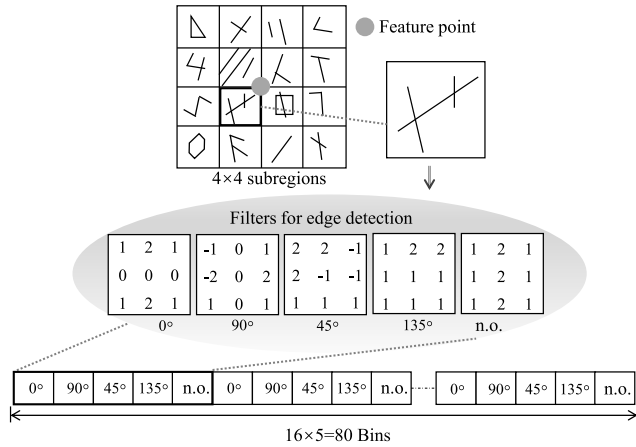 Feature point
4×4 subregions
Filters for edge detection
1 2 1 -1 0 1 2 2 -1 1 2 2 1 2 1
0 0 0 -2 0 2 2 -1 -1 1 1 1 1 2 1
1 2 1 1 0 1 1 1 1 1 1 1 1 2 1
0° 90° 45° 135° n.o.
0° 90° 45° 135° n.o. 0° 90° 45° 135° n.o. 0° 90° 45° 135° n.o.
16×5=80 Bins